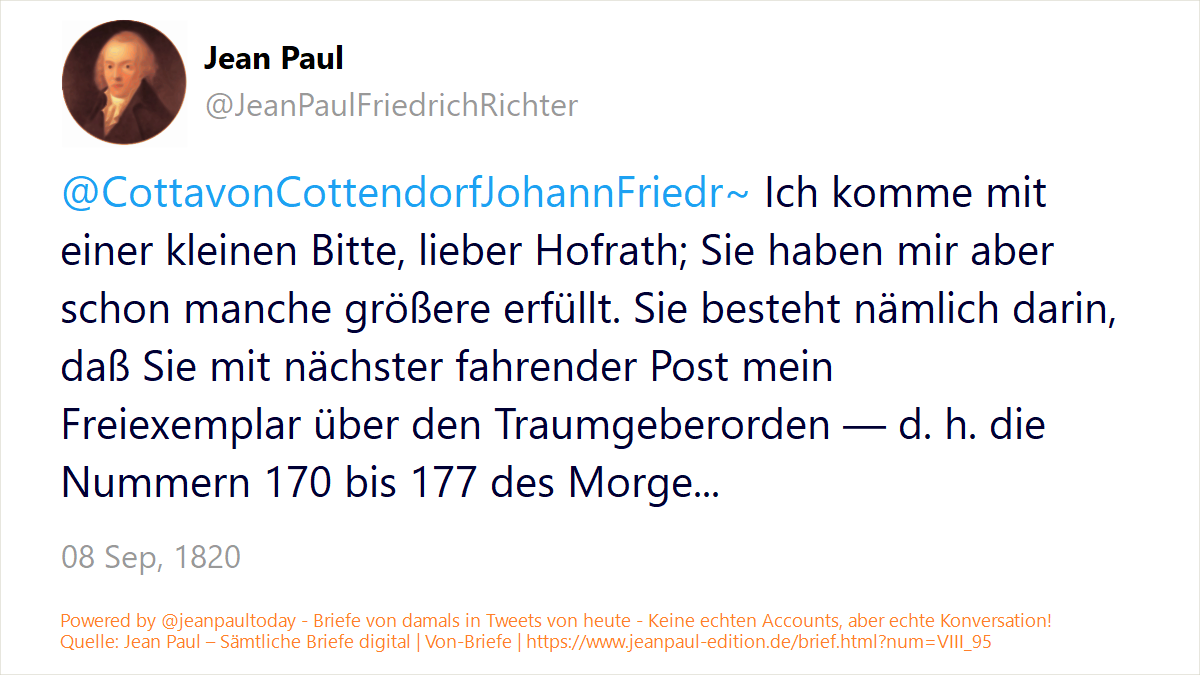 Jean Paul
@JeanPaulFriedrichRichter
@CottavonCottendorfJohannFriedr~ Ich komme mit
einer kleinen Bitte, lieber Hofrath; Sie haben mir aber
schon manche größere erfüllt. Sie besteht nämlich darin,
daß Sie mit nächster fahrender Post mein
Freiexemplar über den Traumgeberorden — d. h. die
Nummern 170 bis 177 des Morge...
08 Sep, 1820
Powered by @jeanpaultoday - Briefe von damals in Tweets von heute - Keine echten Accounts, aber echte Konversation!
Quelle: Jean Paul – Sämtliche Briefe digital | Von-Briefe | https://www.jeanpaul-edition.de/brief.html?num=VIII_95